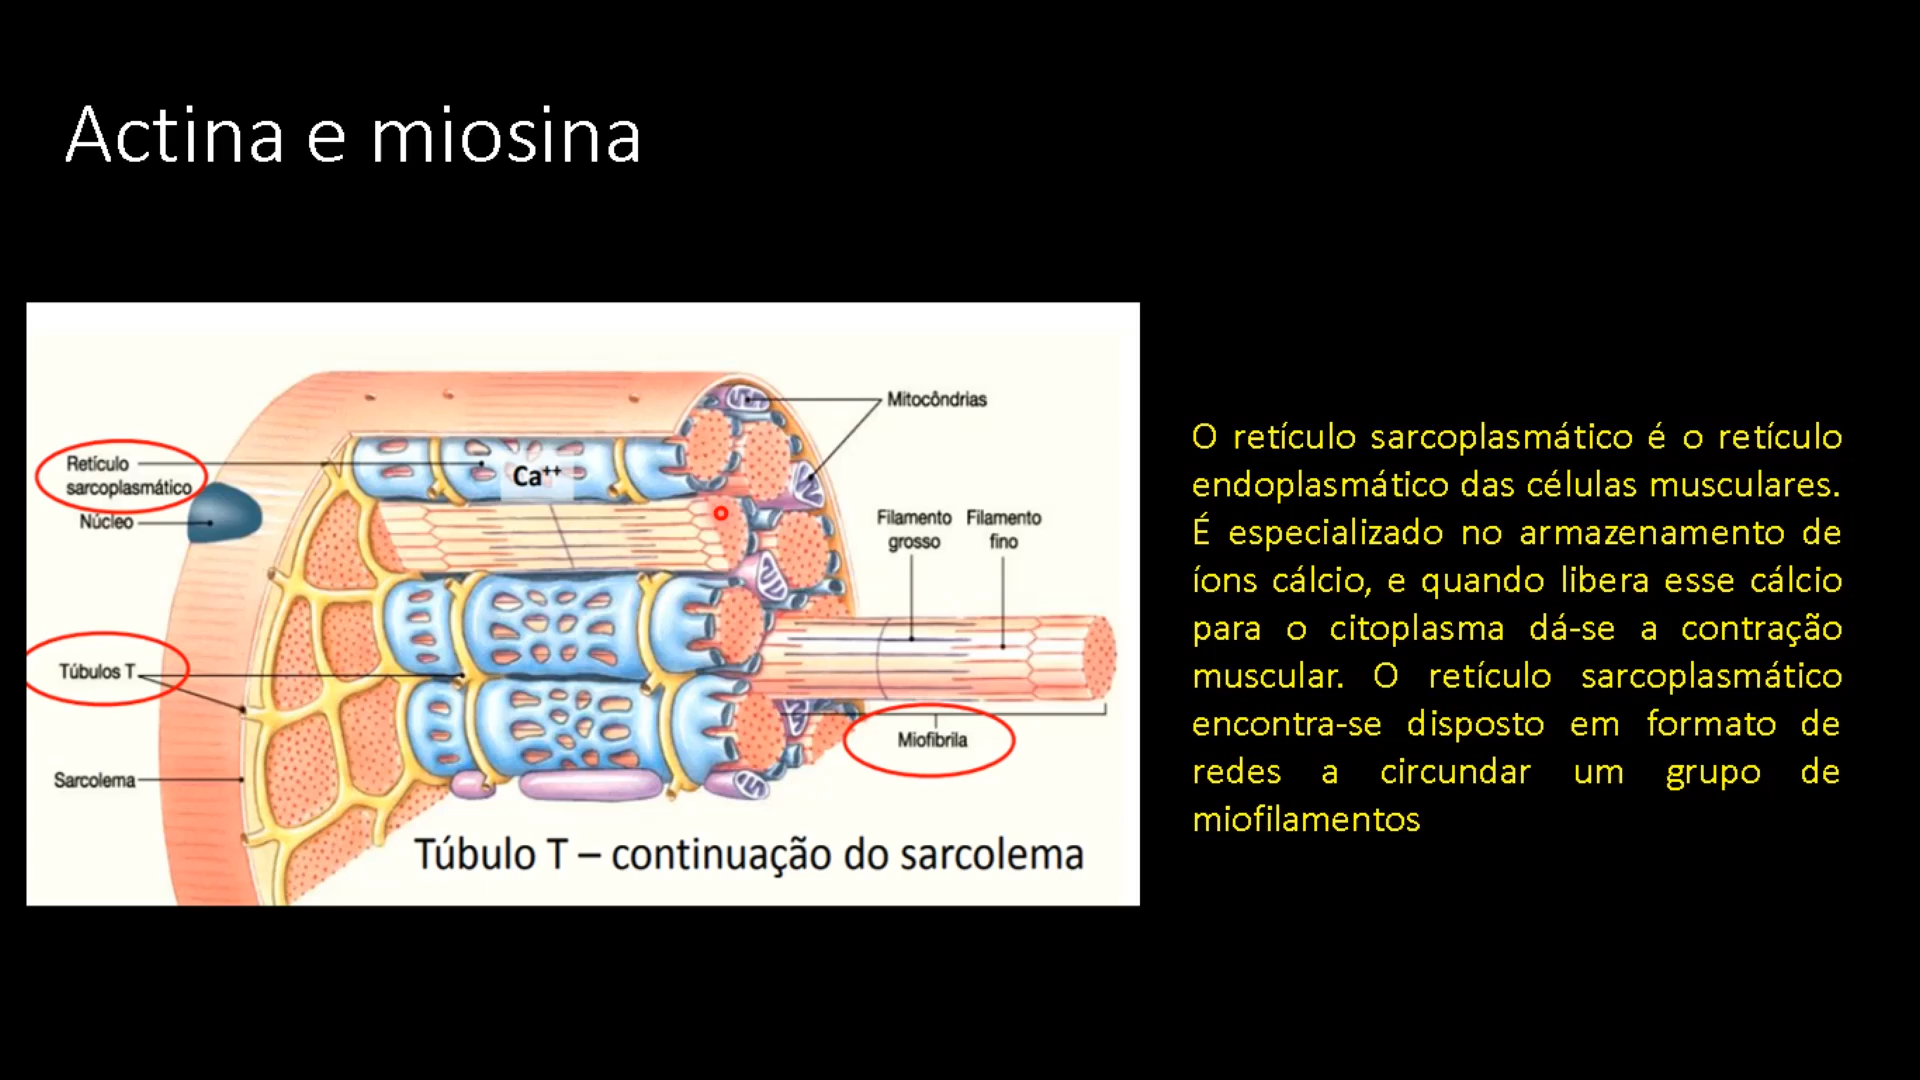 Actina e miosina
Mitocôndrias
Retículo
sarcoplasmático
Ca++
Núcleo
Filamento
grosso
Filamento
fino
Túbulos T
Miofibrila
Sarcolema
Túbulo T – continuação do sarcolema
O retículo sarcoplasmático é o retículo
endoplasmático das células musculares.
É especializado no armazenamento de
íons cálcio, e quando libera esse cálcio
para o citoplasma dá-se a contração
muscular. O retículo sarcoplasmático
encontra-se disposto em formato de
redes a circundar um grupo de
miofilamentos